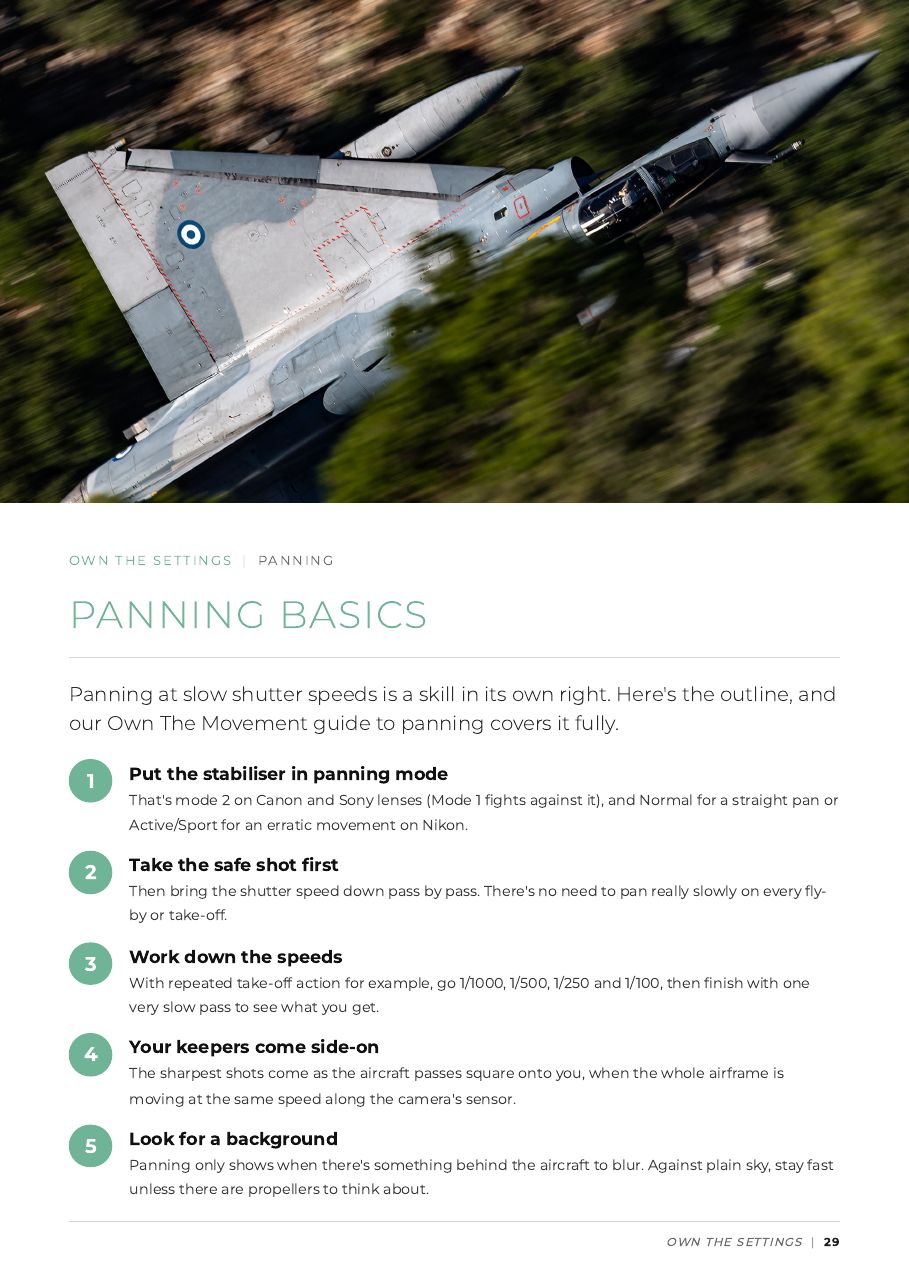 OWN THE SETTINGS | PANNING
PANNING BASICS
Panning at slow shutter speeds is a skill in its own right. Here's the outline, and
our Own The Movement guide to panning covers it fully.
1
Put the stabiliser in panning mode
That's mode 2 on Canon and Sony lenses (Mode 1 fights against it), and Normal for a straight pan or
Active/Sport for an erratic movement on Nikon.
2
Take the safe shot first
Then bring the shutter speed down pass by pass. There's no need to pan really slowly on every fly-
by or take-off.
3
Work down the speeds
With repeated take-off action for example, go 1/1000, 1/500, 1/250 and 1/100, then finish with one
very slow pass to see what you get.
4
Your keepers come side-on
The sharpest shots come as the aircraft passes square onto you, when the whole airframe is
moving at the same speed along the camera's sensor.
5
Look for a background
Panning only shows when there's something behind the aircraft to blur. Against plain sky, stay fast
unless there are propellers to think about.
OWN THE SETTINGS | 29